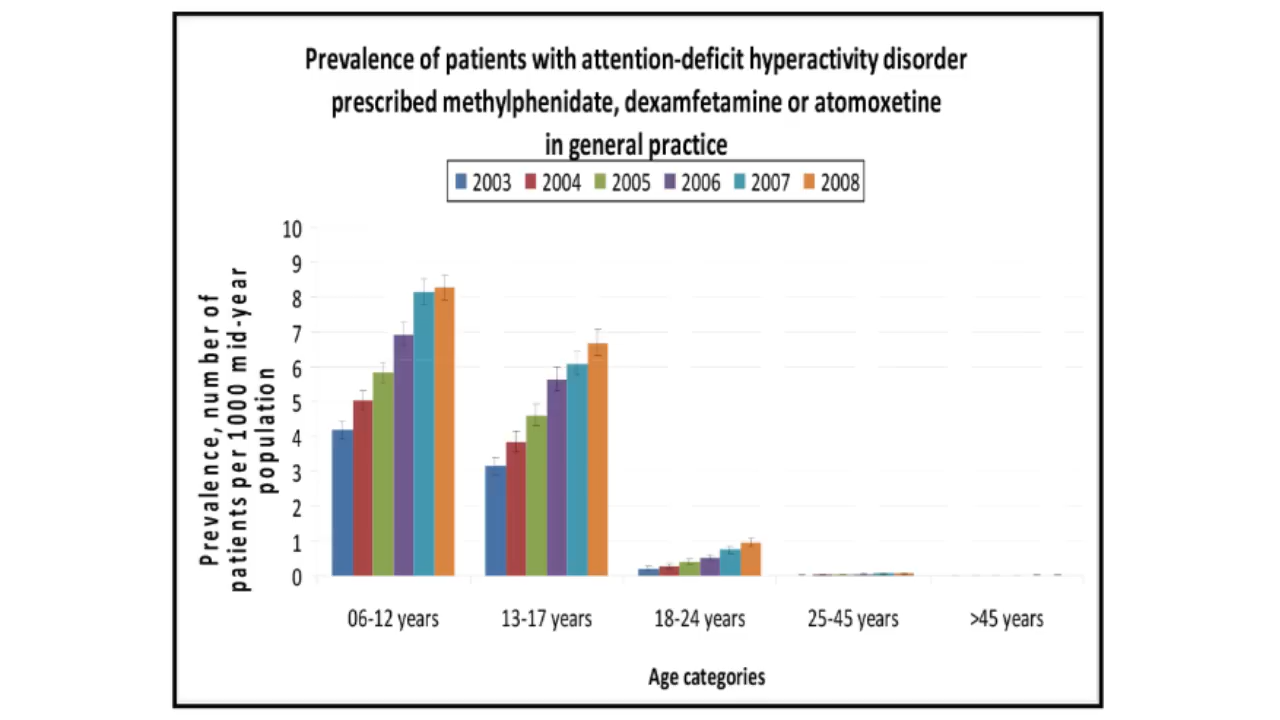 Prevalence of patients with attention-deficit hyperactivity disorder
prescribed methylphenidate, dexamfetamine or atomoxetine
in general practice
2003 2004 2005 2006 2007 2008
Prevalence, number of
patients per 1000 mid-year
population
10
9
8
7
6
5
4
3
2
1
0
06-12 years 13-17 years 18-24 years 25-45 years >45 years
Age categories